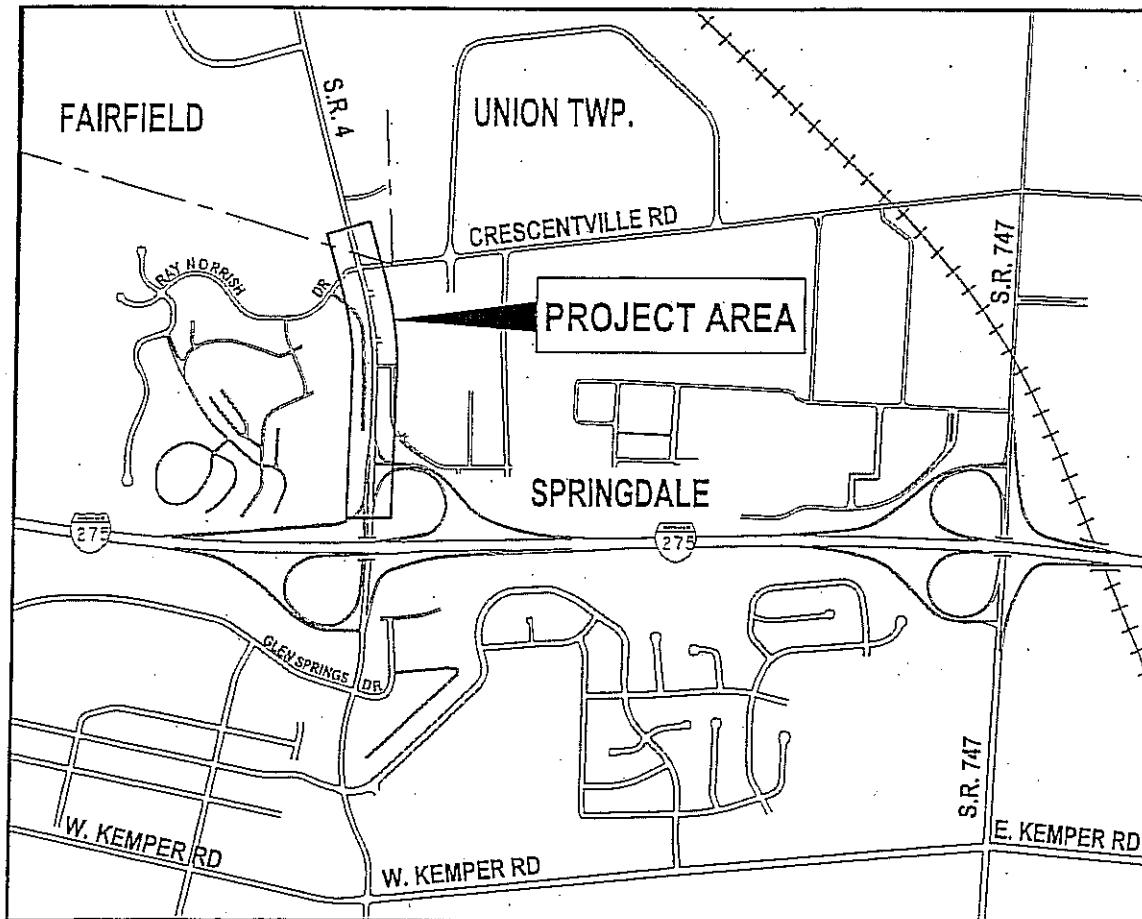 FAIRFIELD
S.R. 4
UNION TWP.
CRESCENTVILLE RD
S.R. 747
RAY NORRISH
DR
PROJECT AREA
SPRINGDALE
275
275
GLEN SPRINGS
DR
S.R. 747
W. KEMPER RD
W. KEMPER RD
E. KEMPER RD